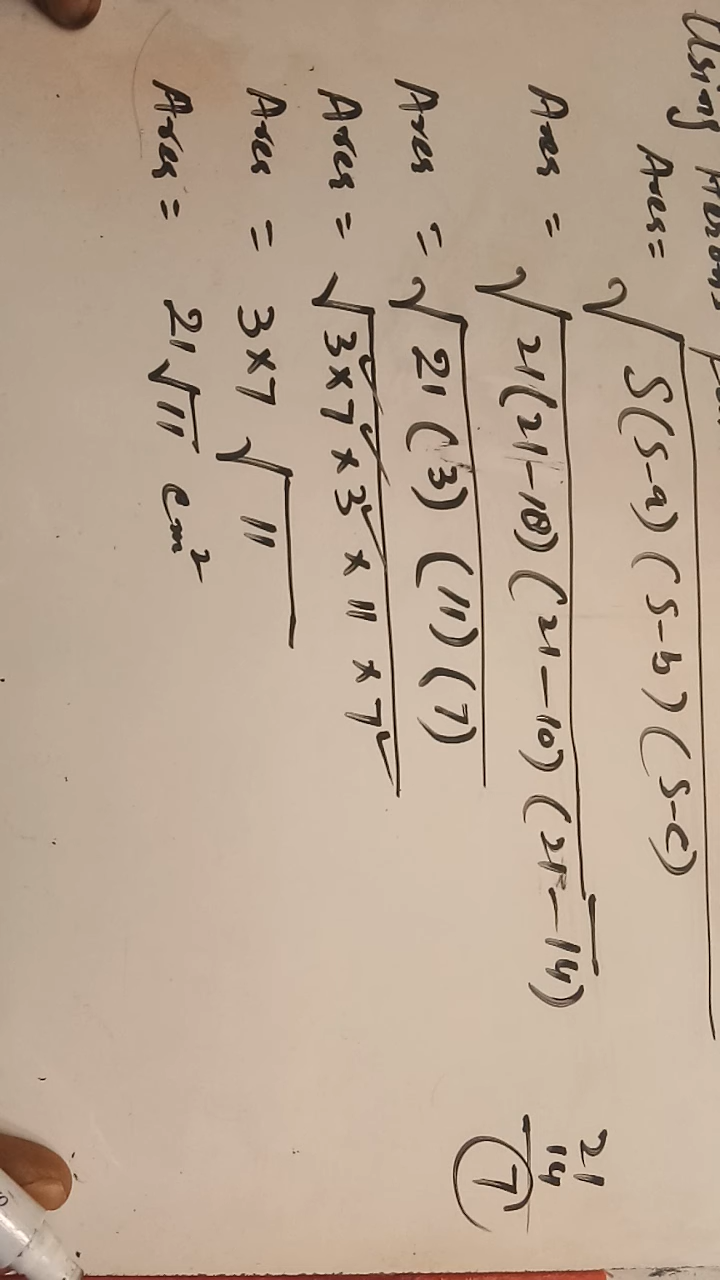 Using
Area = √S(S-a)(S-b)(S-c)
Area = √21(21-18)(21-10)(21-14)
21
14
7
Area = √21(3)(11)(7)
Area = √3×7×3×11×7
Area = 3×7√11
Area = 21√11 cm²